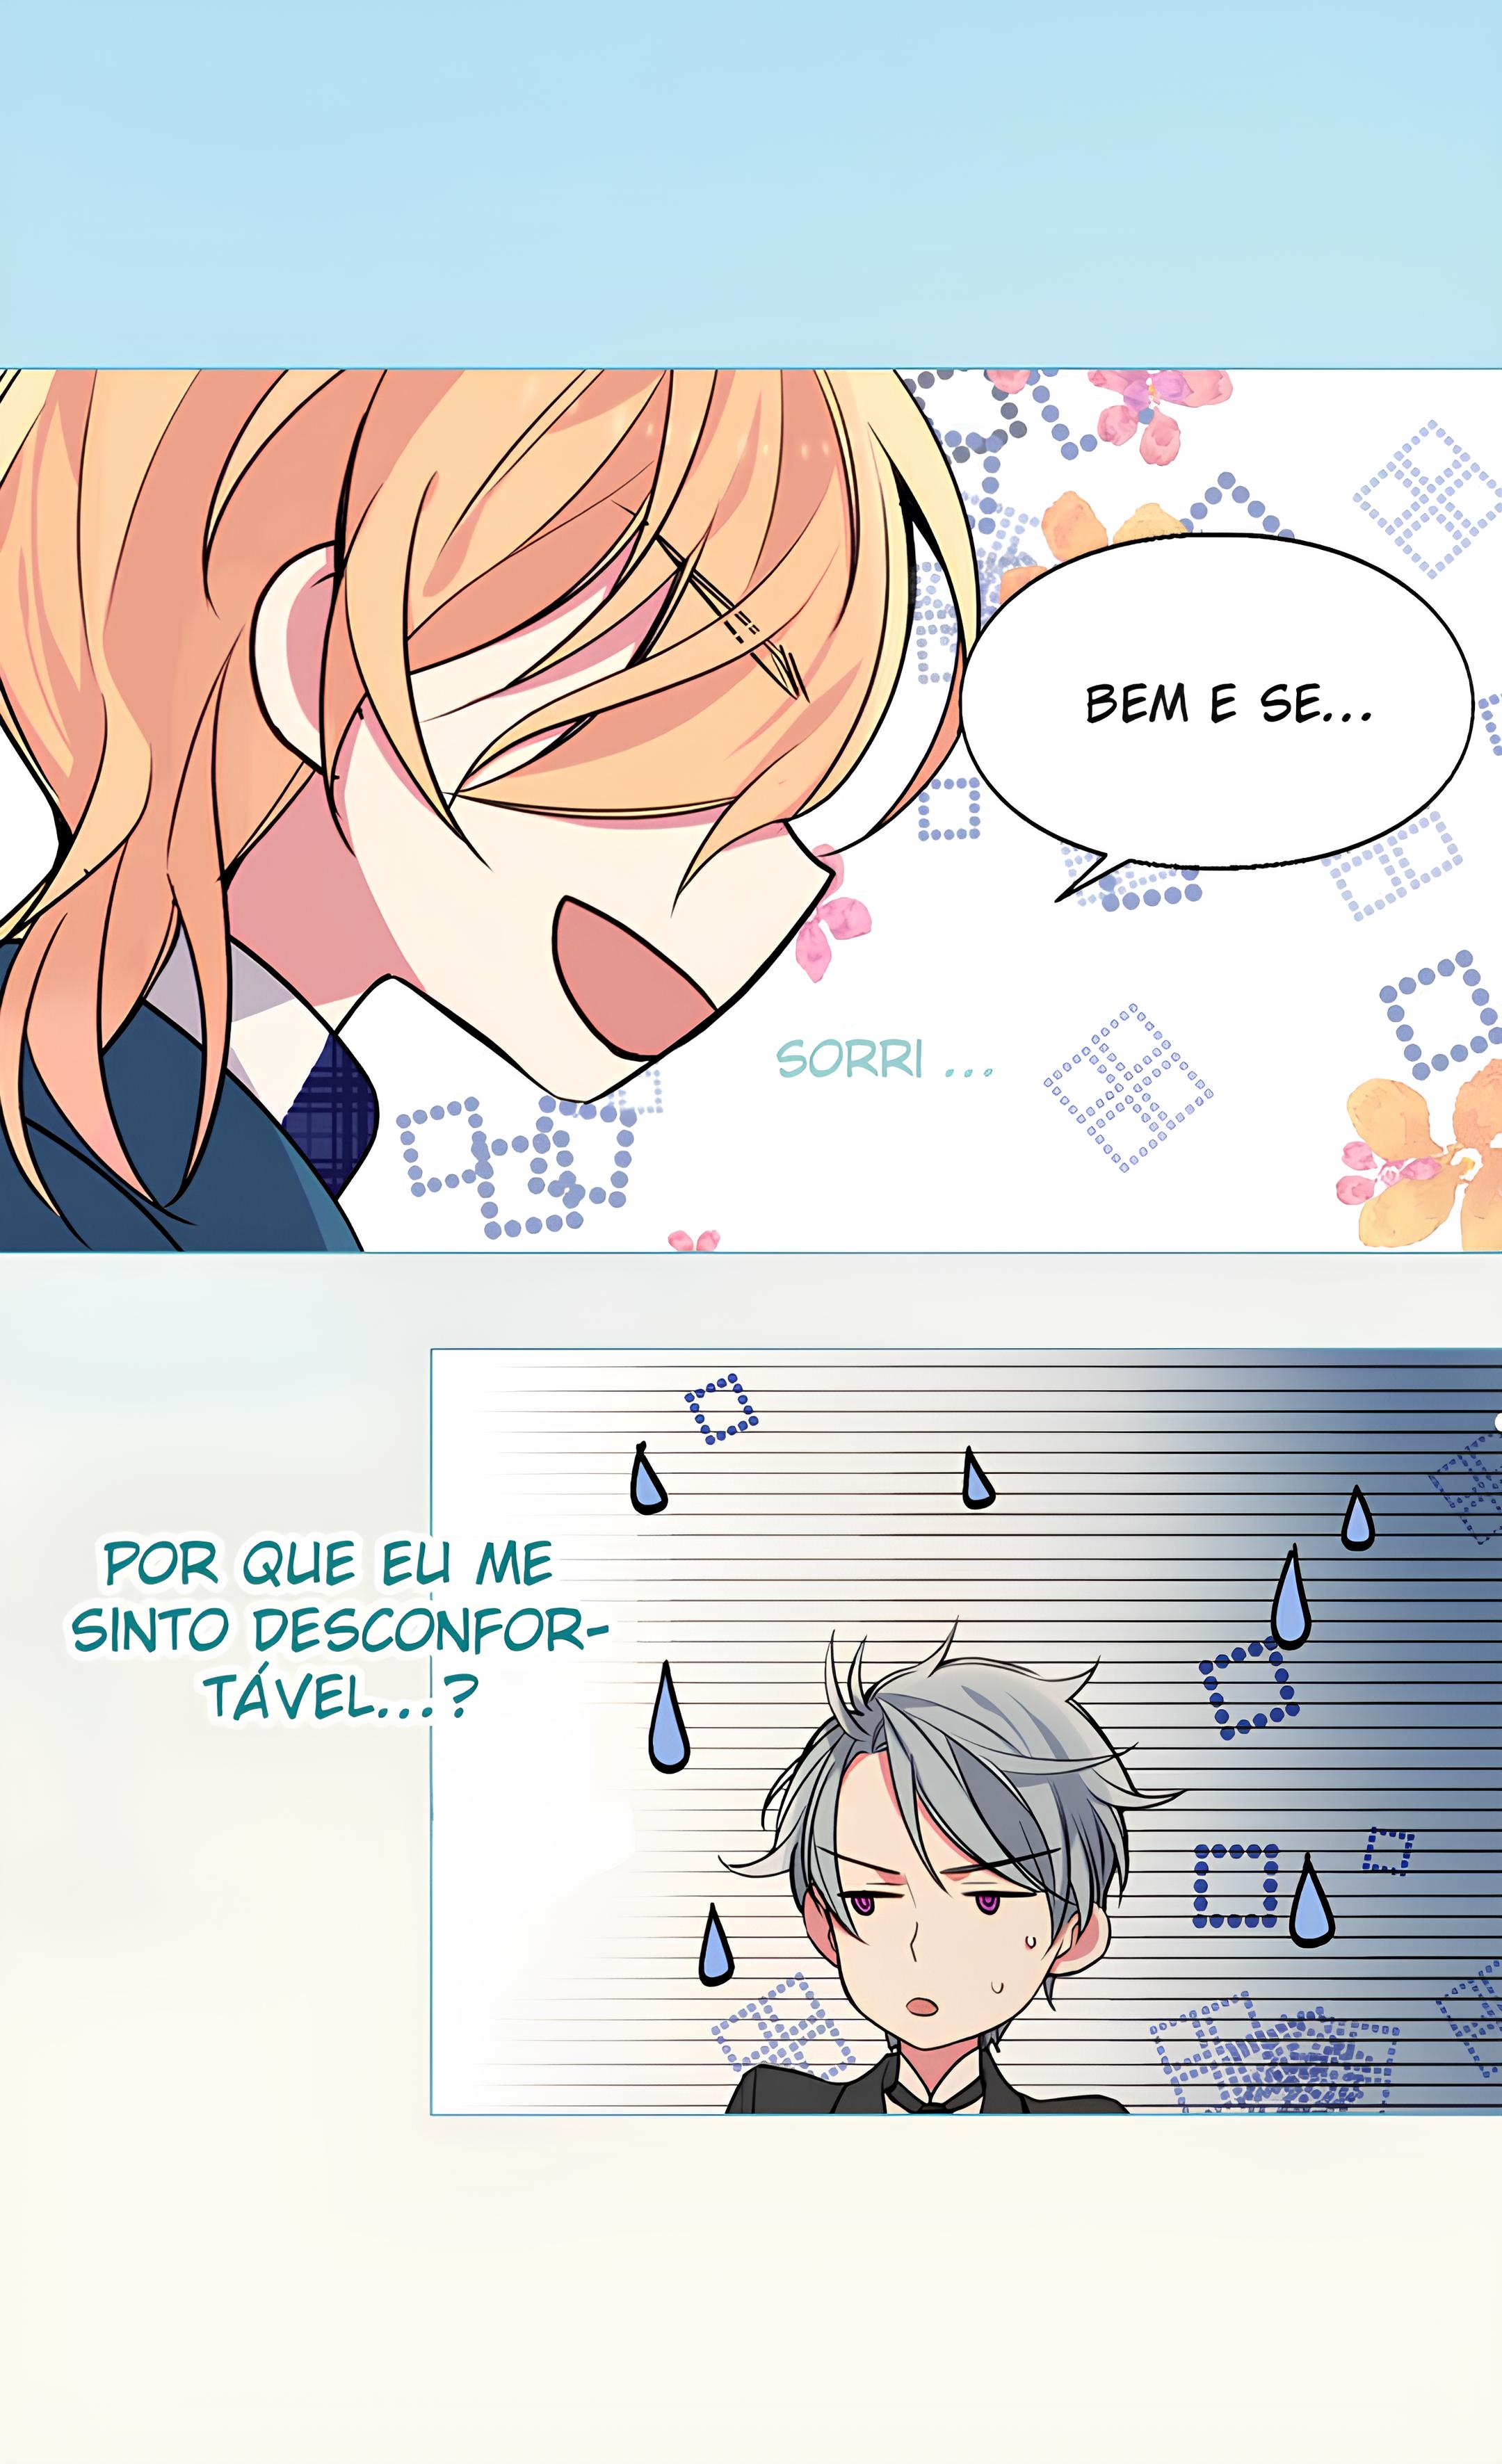 BEM E SE...
SORRI ...
POR QUE EU ME
SINTO DESCONFOR-
TÁVEL...?